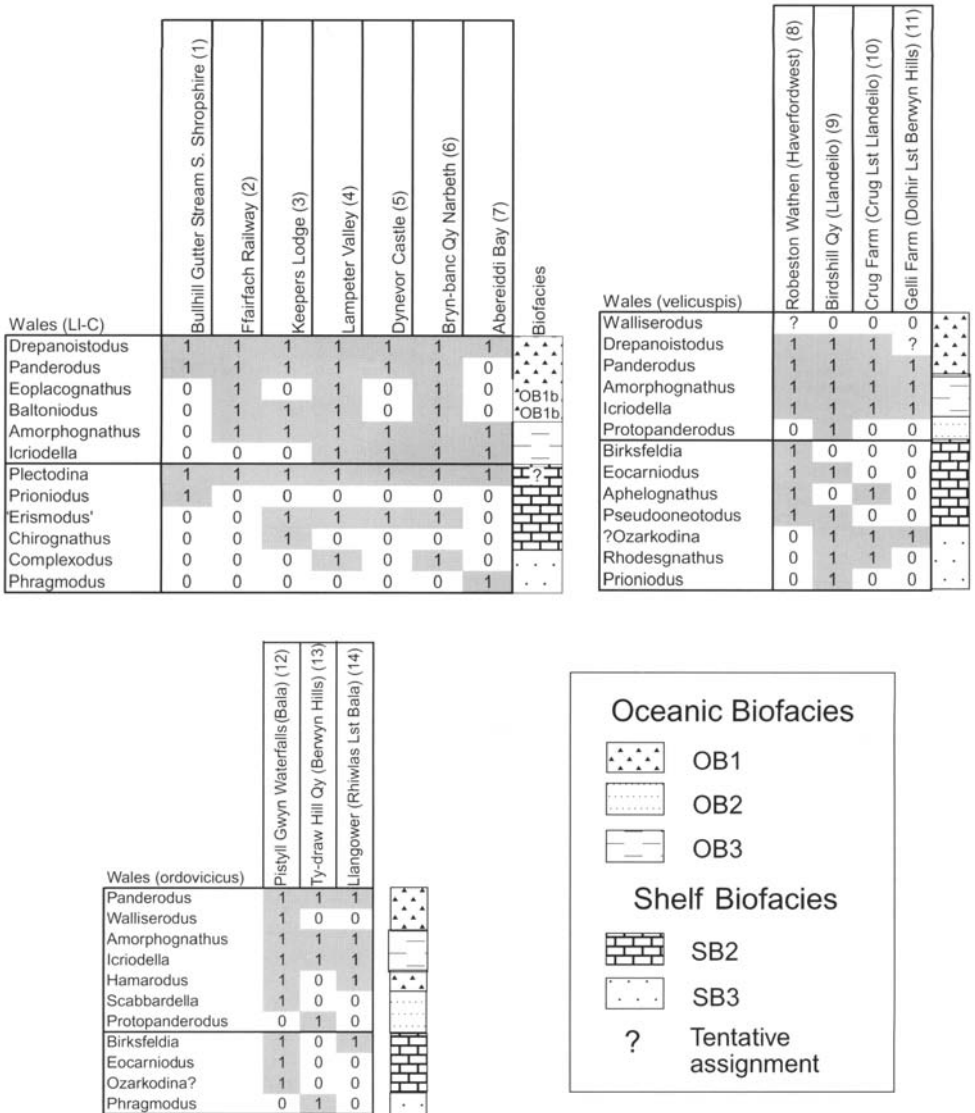 Bullhill Gutter Stream S. Shropshire (1)
Ffairfach Railway (2)
Keepers Lodge (3)
Lampeter Valley (4)
Dynevor Castle (5)
Bryn-banc Qy Narbeth (6)
Abereiddi Bay (7)
Biofacies
Wales (LI-C)
Drepanoistodus 1 1 1 1 1 1 1
Panderodus 1 1 1 1 1 1 0
Eoplacognathus 0 1 0 1 0 1 0 OB1b
Baltoniodus 0 1 1 1 0 1 0 OB1b
Amorphognathus 0 1 1 1 1 1 1
Icriodella 0 0 0 1 1 1 1
Plectodina 1 1 1 1 1 1 1 ?
Prioniodus 1 0 0 0 0 0 0
'Erismodus' 0 0 1 1 1 1 0
Chirognathus 0 0 1 0 0 0 0
Complexodus 0 0 0 1 0 1 0
Phragmodus 0 0 0 0 0 0 1
Robeston Wathen (Haverfordwest) (8)
Birdshill Qy (Llandeilo) (9)
Crug Farm (Crug Lst Llandeilo) (10)
Gelli Farm (Dolhir Lst Berwyn Hills) (11)
Wales (velicuspis)
Walliserodus ? 0 0 0
Drepanoistodus 1 1 1 ?
Panderodus 1 1 1 1
Amorphognathus 1 1 1 1
Icriodella 1 1 1 1
Protopanderodus 0 1 0 0
Birksfeldia 1 0 0 0
Eocarniodus 1 1 0 0
Aphelognathus 1 0 1 0
Pseudooneotodus 1 1 0 0
?Ozarkodina 0 1 1 1
Rhodesgnathus 0 1 1 0
Prioniodus 0 1 0 0
Pistyll Gwyn Waterfalls (Bala) (12)
Ty-draw Hill Qy (Berwyn Hills) (13)
Llangower (Rhiwlas Lst Bala) (14)
Wales (ordovicicus)
Panderodus 1 1 1
Walliserodus 1 0 0
Amorphognathus 1 1 1
Icriodella 1 1 1
Hamarodus 1 0 1
Scabbardella 1 0 0
Protopanderodus 0 1 0
Birksfeldia 1 0 1
Eocarniodus 1 0 0
Ozarkodina? 1 0 0
Phragmodus 0 1 0
Oceanic Biofacies
OB1
OB2
OB3
Shelf Biofacies
SB2
SB3
? Tentative
assignment